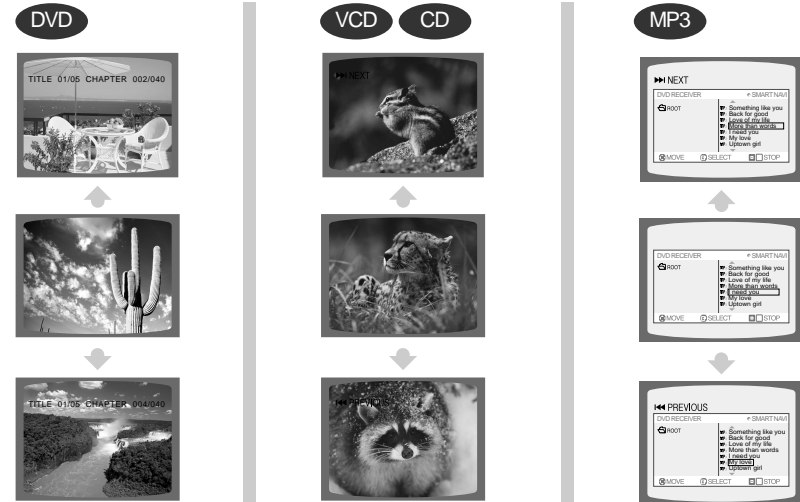 DVD
TITLE 01/05 CHAPTER 002/040
TITLE 01/05 CHAPTER 004/040
VCD CD
NEXT
PREVIOUS
MP3
NEXT
DVD RECEIVER SMART NAVI
ROOT
Something like you
Back for good
Love of my life
More than words
I need you
My love
Uptown girl
MOVE SELECT STOP
DVD RECEIVER SMART NAVI
ROOT
Something like you
Back for good
Love of my life
More than words
I need you
My love
Uptown girl
MOVE SELECT STOP
PREVIOUS
DVD RECEIVER SMART NAVI
ROOT
Something like you
Back for good
Love of my life
More than words
I need you
My love
Uptown girl
MOVE SELECT STOP